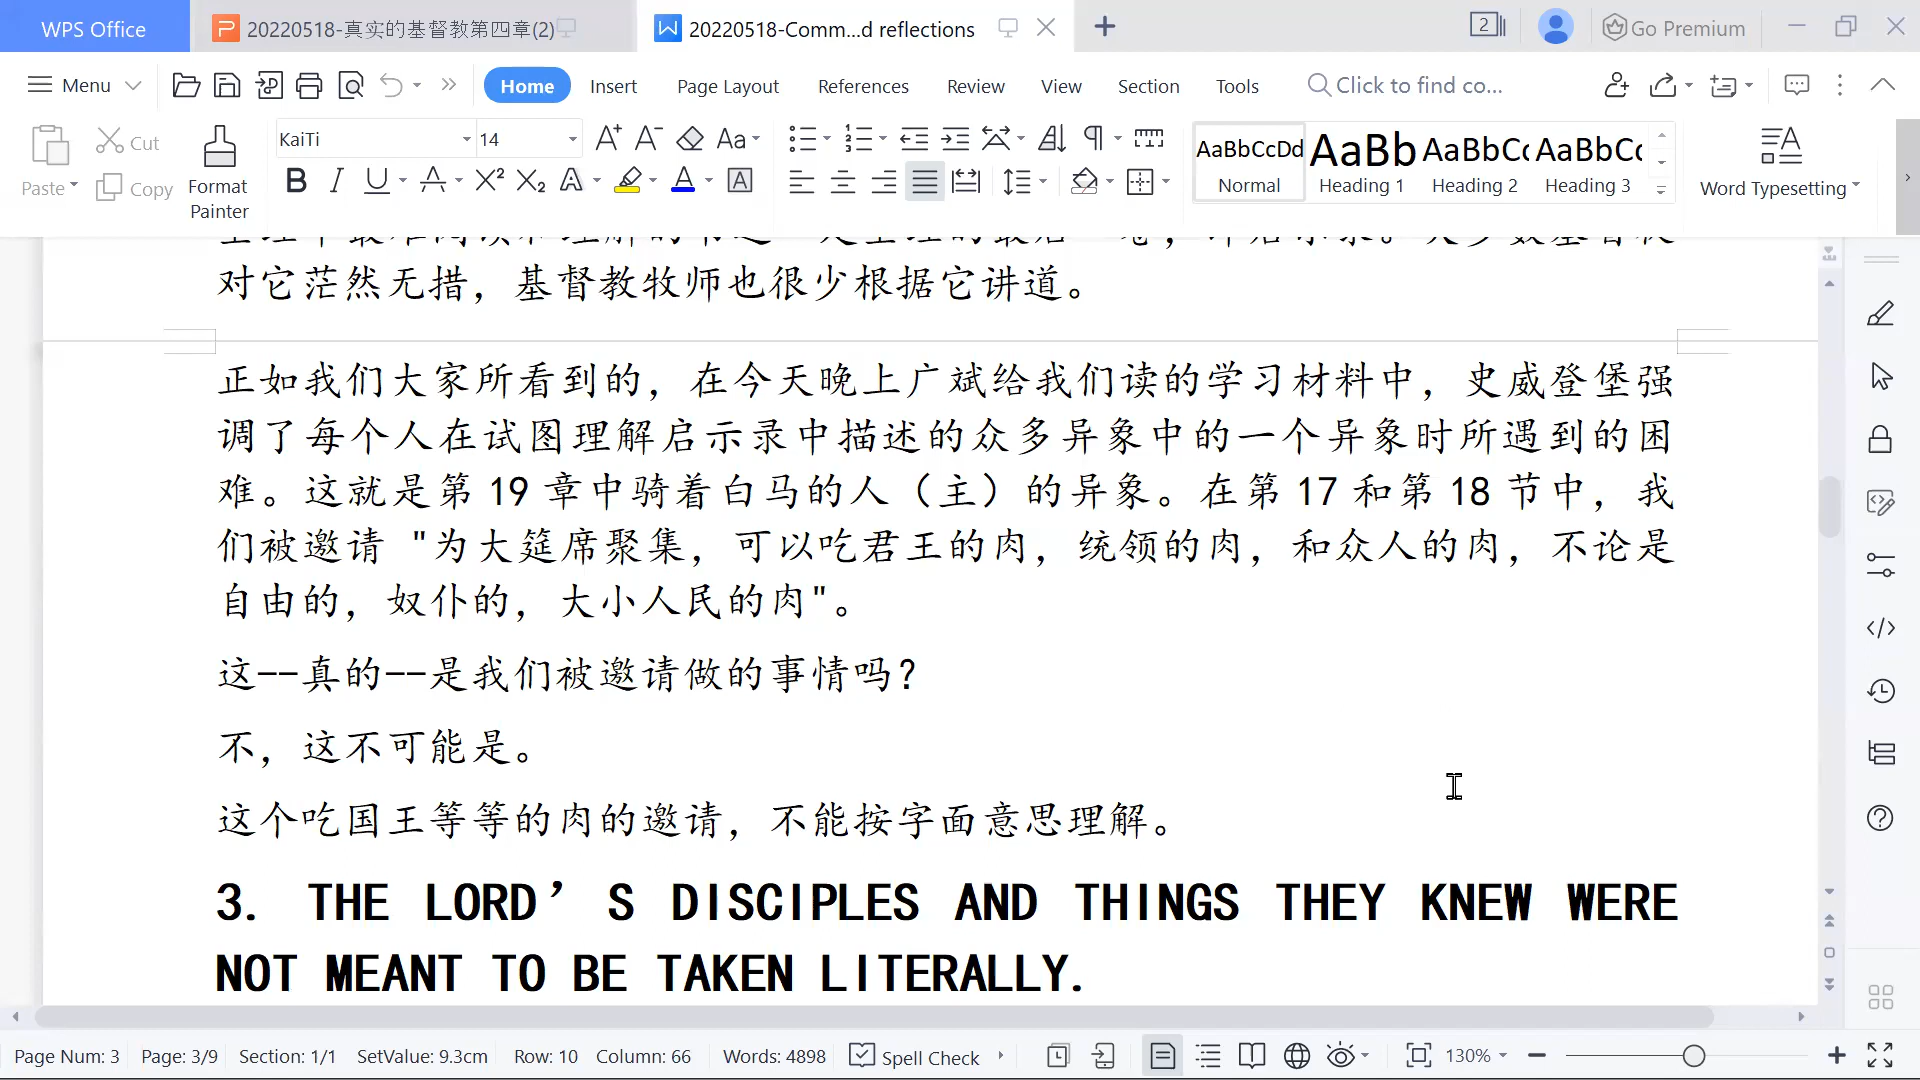 WPS Office
20220518-真实的基督教第四章(2)
20220518-Comm...d reflections
2
Go Premium
Menu
Home
Insert
Page Layout
References
Review
View
Section
Tools
Click to find co...
Paste
Cut
Copy
Format
Painter
KaiTi
14
AaBbCcDd
Normal
AaBb
Heading 1
AaBbCc
Heading 2
AaBbCc
Heading 3
Word Typesetting
对它茫然无措，基督教牧师也很少根据它讲道。
正如我们大家所看到的，在今天晚上广斌给我们读的学习材料中，史威登堡强
调了每个人在试图理解启示录中描述的众多异象中的一个异象时所遇到的困
难。这就是第 19 章中骑着白马的人（主）的异象。在第 17 和第 18 节中，我
们被邀请 "为大筵席聚集，可以吃君王的肉，统领的肉，和众人的肉，不论是
自由的，奴仆的，大小人民的肉"。
这--真的--是我们被邀请做的事情吗？
不，这不可能是。
这个吃国王等等的肉的邀请，不能按字面意思理解。
3. THE LORD’S DISCIPLES AND THINGS THEY KNEW WERE
NOT MEANT TO BE TAKEN LITERALLY.
Page Num: 3
Page: 3/9
Section: 1/1
SetValue: 9.3cm
Row: 10
Column: 66
Words: 4898
Spell Check
130%